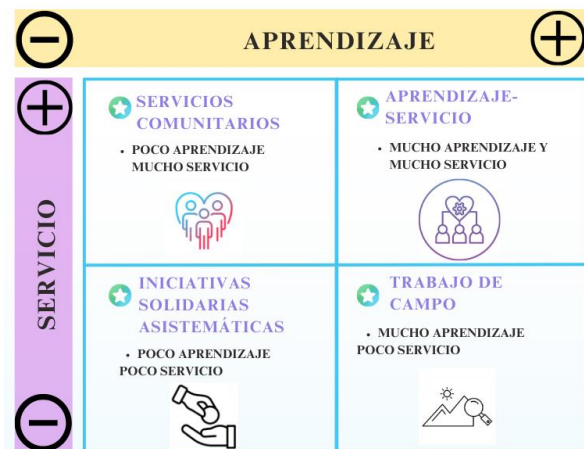 APRENDIZAJE
SERVICIO
SERVICIOS
COMUNITARIOS
• POCO APRENDIZAJE
MUCHO SERVICIO
APRENDIZAJE-
SERVICIO
• MUCHO APRENDIZAJE Y
MUCHO SERVICIO
INICIATIVAS
SOLIDARIAS
ASISTEMÁTICAS
• POCO APRENDIZAJE
POCO SERVICIO
TRABAJO DE
CAMPO
• MUCHO APRENDIZAJE
POCO SERVICIO